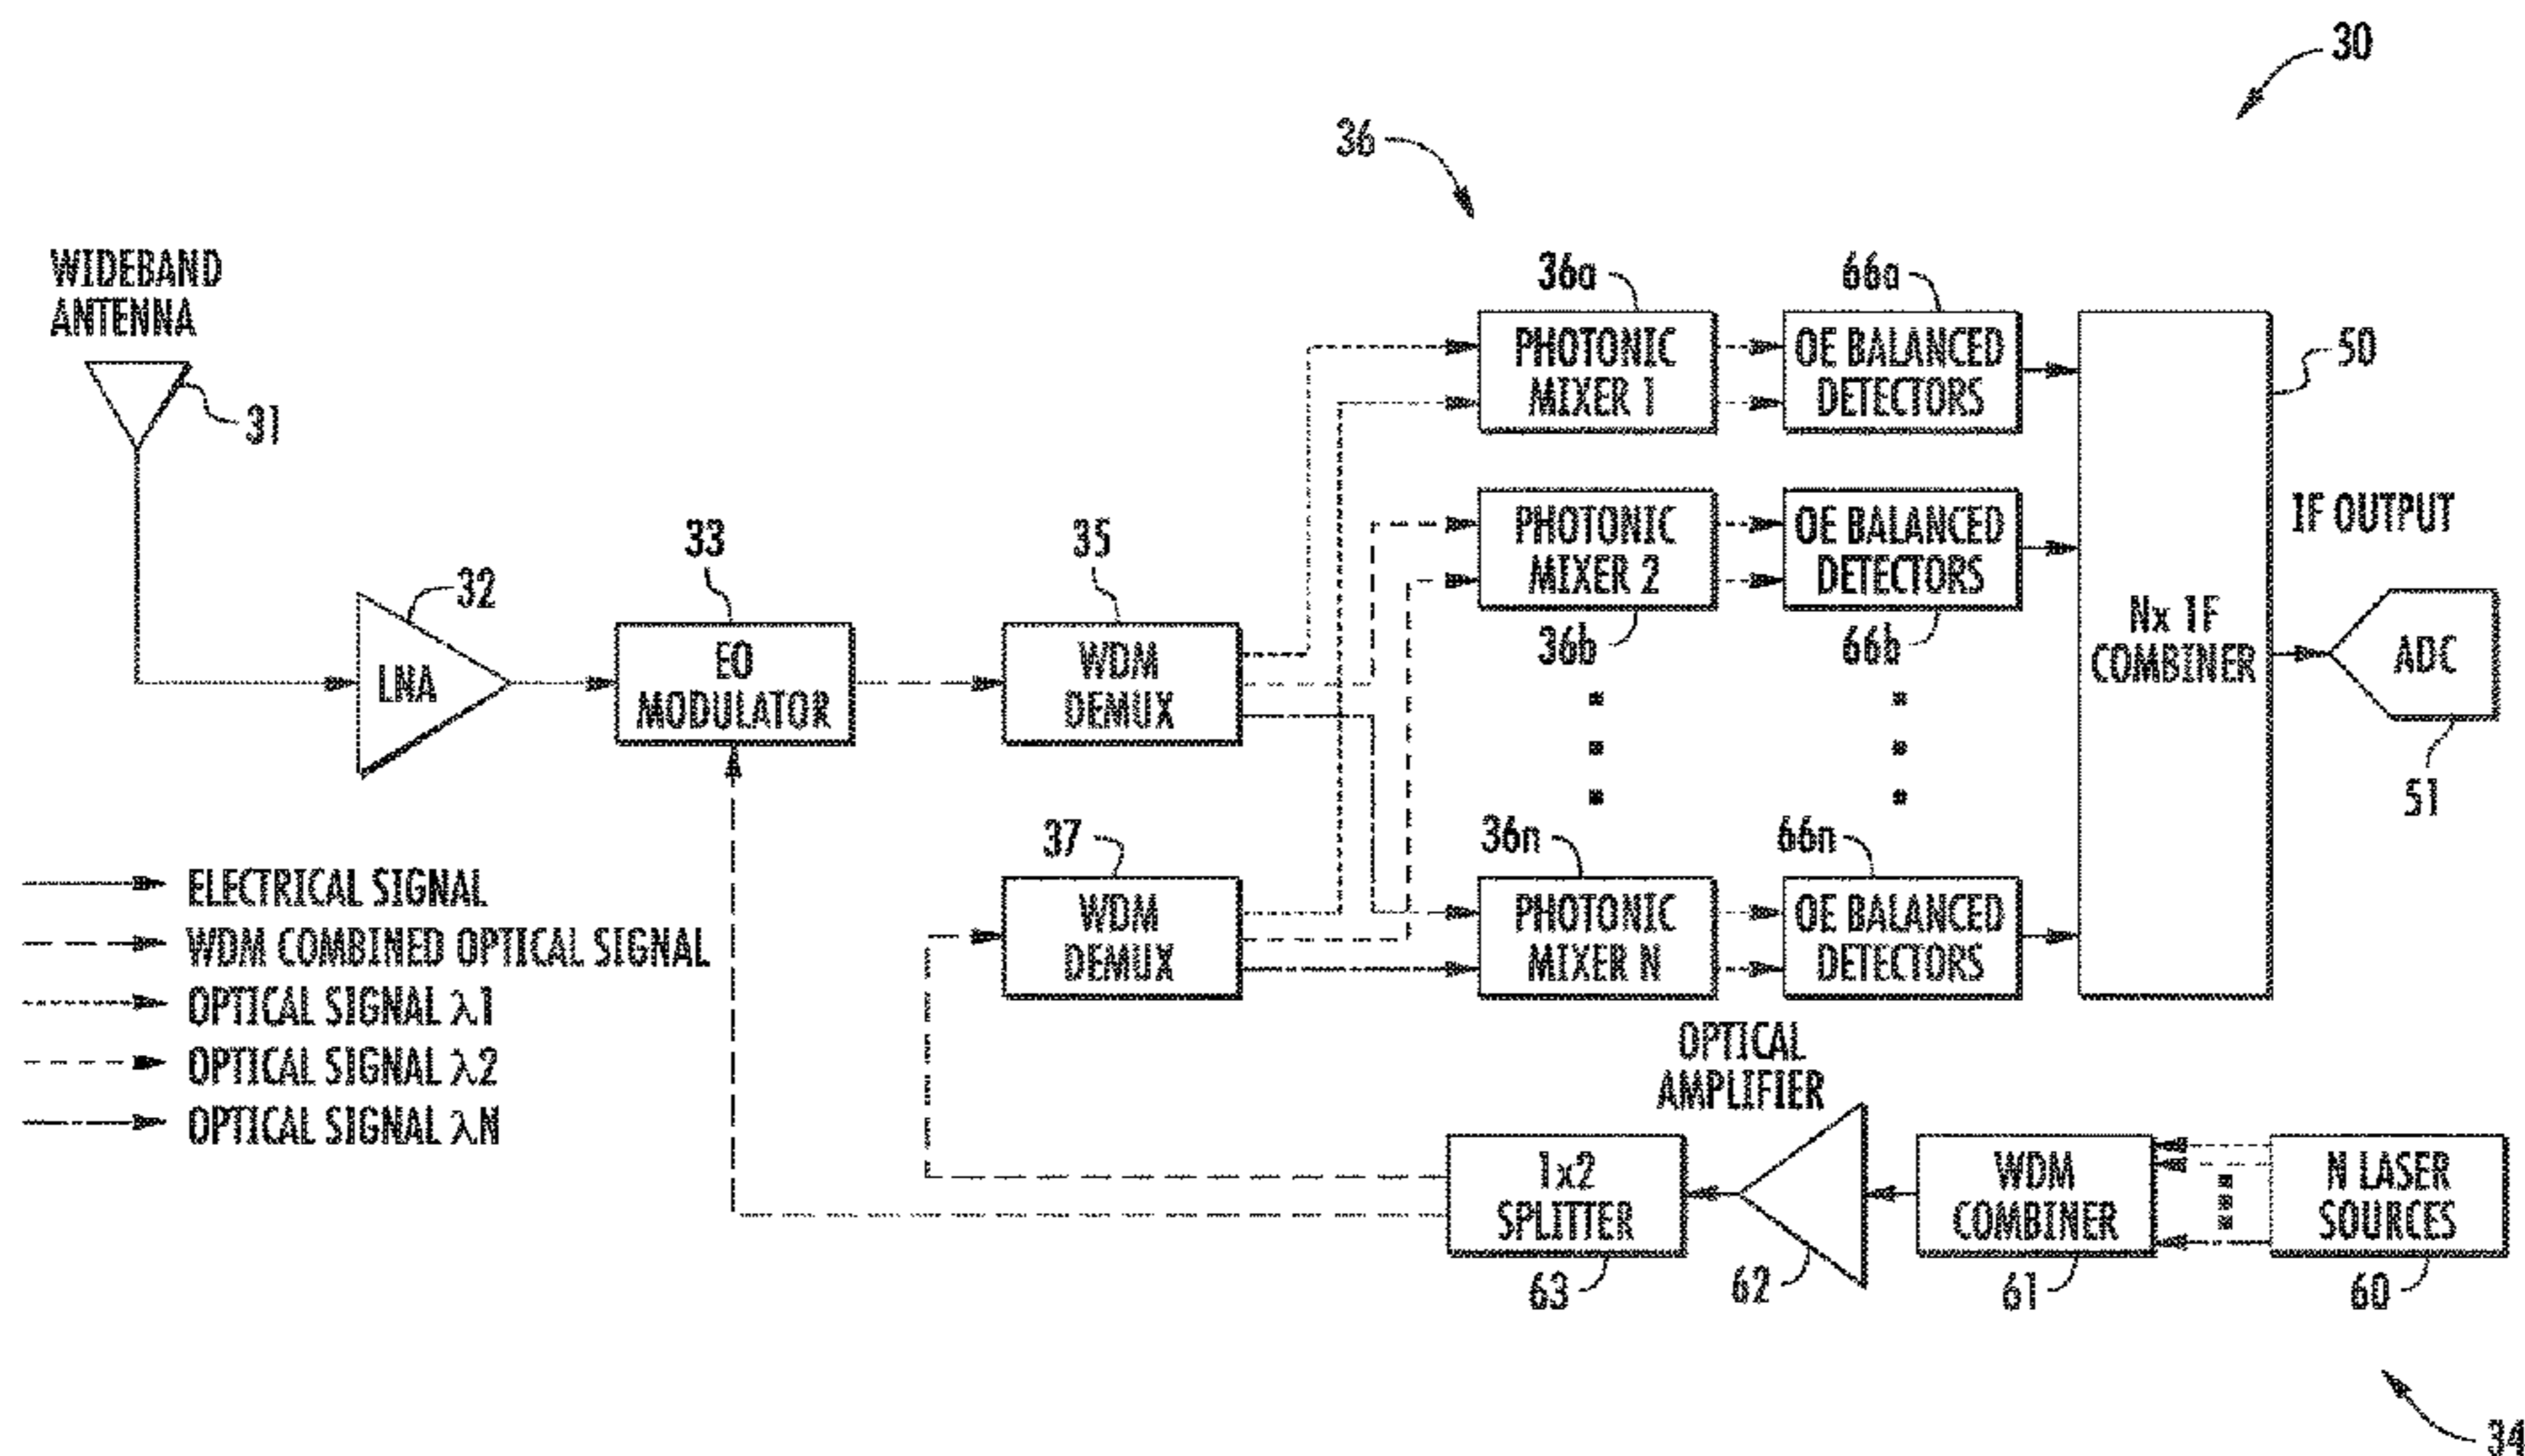 30
36
WIDEBAND
ANTENNA
31
36a
66a
PHOTONIC
MIXER 1
OE BALANCED
DETECTORS
50
32
LNA
33
EO
MODULATOR
35
WDM
DEMUX
PHOTONIC
MIXER 2
OE BALANCED
DETECTORS
36b
66b
Nx IF
COMBINER
IF OUTPUT
ADC
51
37
WDM
DEMUX
36n
66n
PHOTONIC
MIXER N
OE BALANCED
DETECTORS
ELECTRICAL SIGNAL
WDM COMBINED OPTICAL SIGNAL
OPTICAL SIGNAL λ1
OPTICAL SIGNAL λ2
OPTICAL SIGNAL λN
OPTICAL
AMPLIFIER
1x2
SPLITTER
63
62
WDM
COMBINER
61
N LASER
SOURCES
60
34